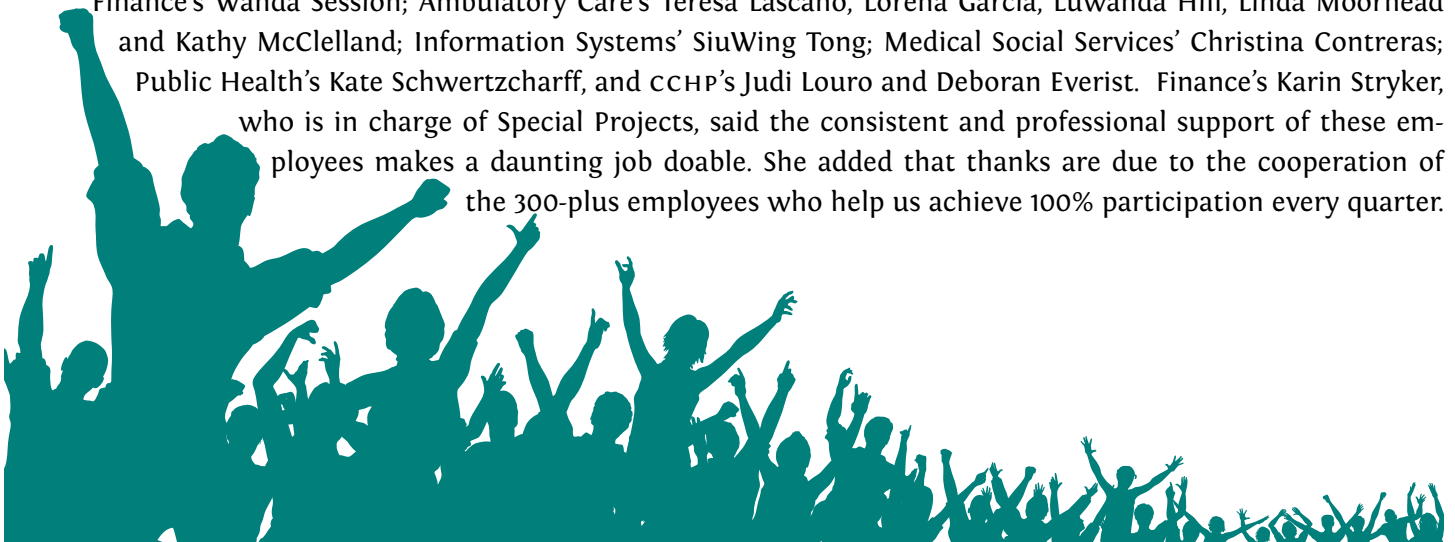 Finance's Wanda Session; Ambulatory Care's Teresa Lascano, Lorena Garcia, Luwanda Hill, Linda Moorhead
and Kathy McClelland; Information Systems' SiuWing Tong; Medical Social Services' Christina Contreras;
Public Health's Kate Schwertzcharff, and CCHP's Judi Louro and Deboran Everist. Finance's Karin Stryker,
who is in charge of Special Projects, said the consistent and professional support of these em-
ployees makes a daunting job doable. She added that thanks are due to the cooperation of
the 300-plus employees who help us achieve 100% participation every quarter.